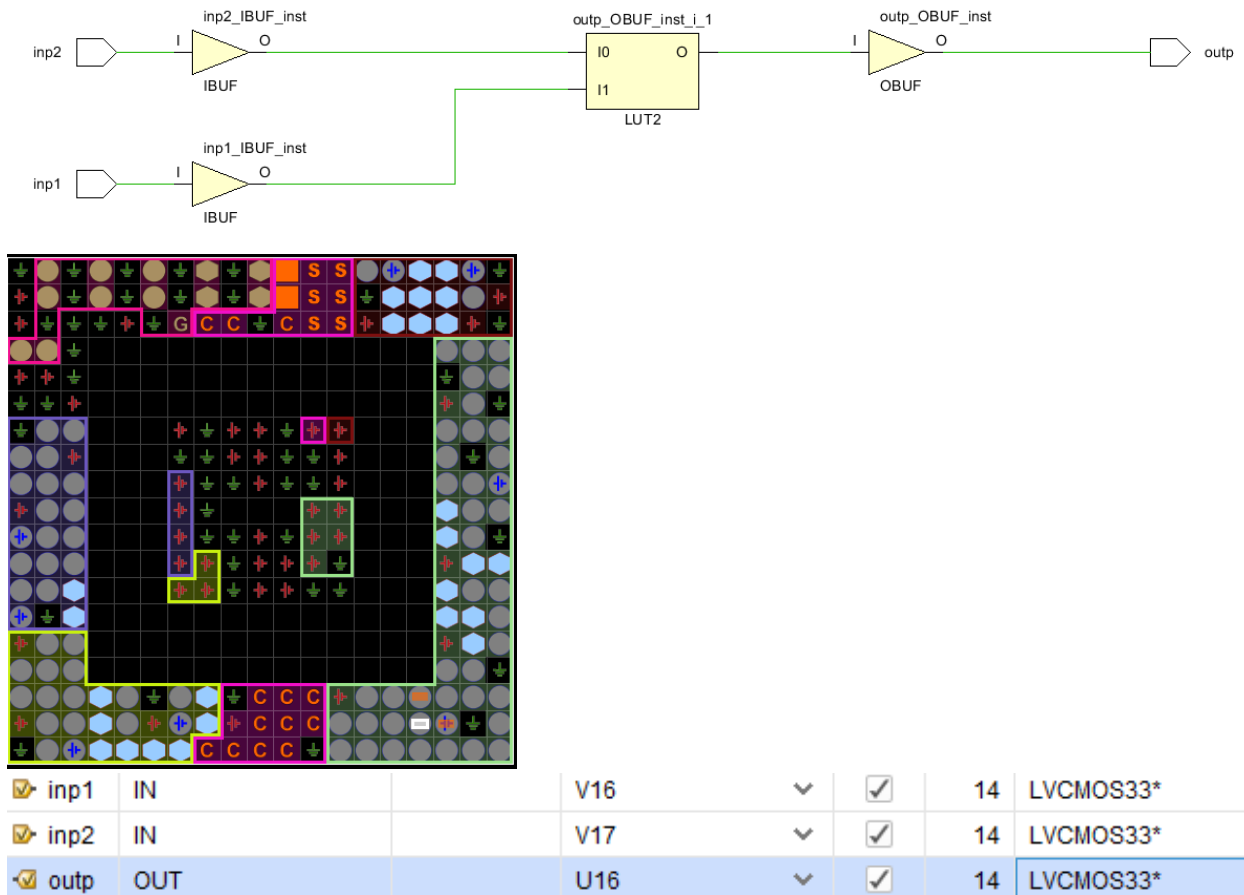 inp2_IBUF_inst
outp_OBUF_inst_i_1
outp_OBUF_inst
inp2
I
O
I0
O
I
O
outp
IBUF
I1
OBUF
LUT2
inp1_IBUF_inst
inp1
I
O
IBUF
S S
S S
G C C C S S
C C C
C C C
C C C C
inp1 IN V16 14 LVCMOS33*
inp2 IN V17 14 LVCMOS33*
outp OUT U16 14 LVCMOS33*